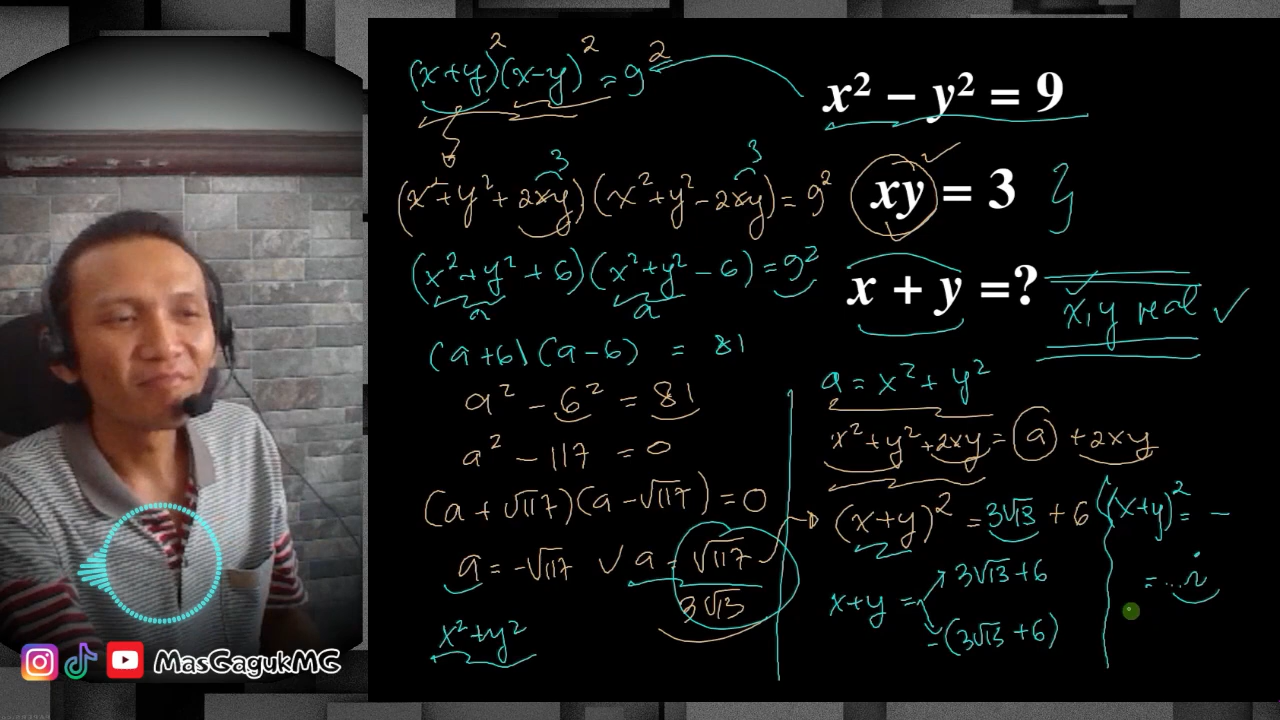 (x+y)²(x-y)² = 9²
(x²+y²+2xy)(x²+y²-2xy) = 9²
3
3
(x²+y²+6)(x²+y²-6) = 9²
a
a
(a+6)(a-6) = 81
a² - 6² = 81
a² - 117 = 0
(a+√117)(a-√117) = 0
a = -√117 ∨ a = √117
3√13
x²+y²
x² − y² = 9
xy = 3
x + y =?
x,y real ✓
a = x² + y²
x²+y²+2xy = a + 2xy
(x+y)² = 3√13 + 6
x+y =
3√13+6
-(3√13+6)
(x+y)² = -
= ...i
MasGagukMG